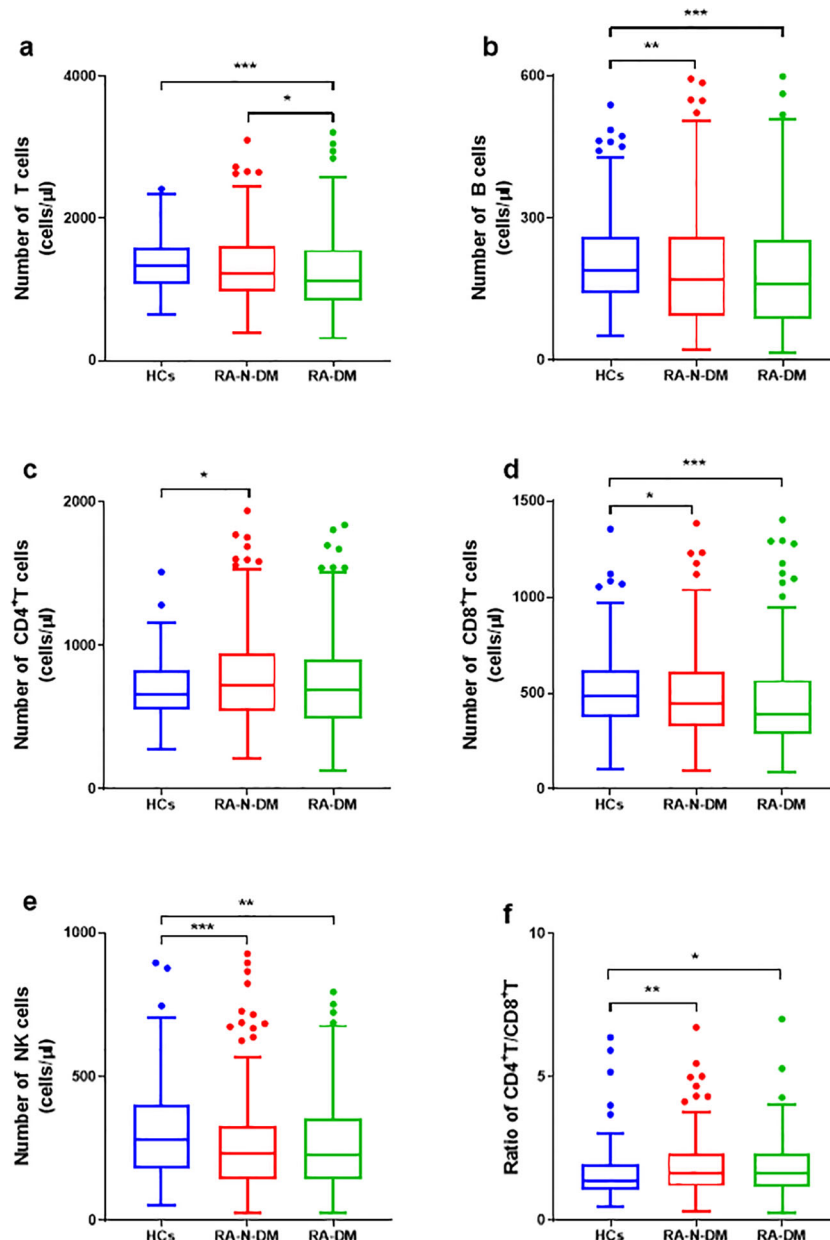 a
***
*
4000
2000
0
Number of T cells
(cells/μl)
HCs RA-N-DM RA-DM
b
***
**
600
300
0
Number of B cells
(cells/μl)
HCs RA-N-DM RA-DM
c
*
2000
1000
0
Number of CD4⁺T cells
(cells/μl)
HCs RA-N-DM RA-DM
d
***
*
1500
1000
500
0
Number of CD8⁺T cells
(cells/μl)
HCs RA-N-DM RA-DM
e
**
***
1000
500
0
Number of NK cells
(cells/μl)
HCs RA-N-DM RA-DM
f
*
**
10
5
0
Ratio of CD4⁺T/CD8⁺T
HCs RA-N-DM RA-DM